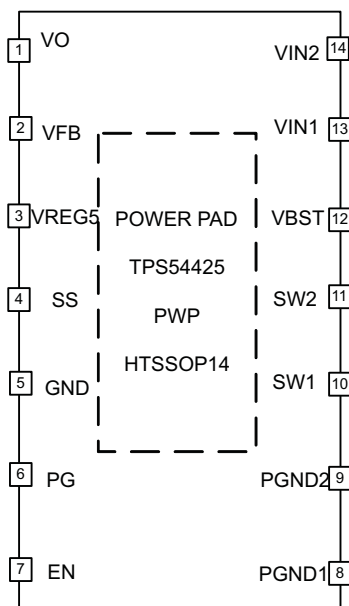 1 VO
VIN2 14
2 VFB
VIN1 13
3 VREG5
POWER PAD
VBST 12
TPS54425
4 SS
SW2 11
PWP
HTSSOP14
5 GND
SW1 10
6 PG
PGND2 9
7 EN
PGND1 8